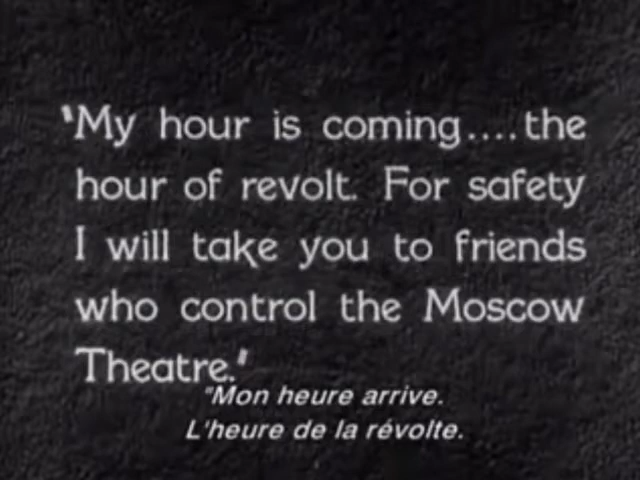 "My hour is coming....the
hour of revolt. For safety
I will take you to friends
who control the Moscow
Theatre."
"Mon heure arrive.
L'heure de la révolte.